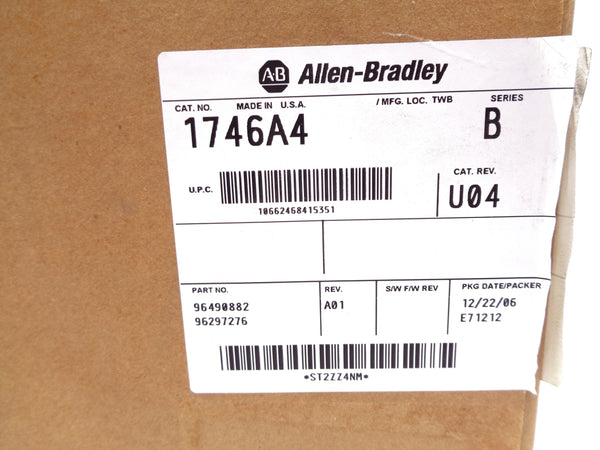 AB Allen-Bradley
CAT. NO. MADE IN U.S.A. / MFG. LOC. TWB SERIES
1746A4 B
CAT. REV.
U.P.C. U04
10662468415351
PART NO. REV. S/W F/W REV PKG DATE/PACKER
96490882 A01 12/22/06
96297276 E71212
*ST2ZZ4NM*